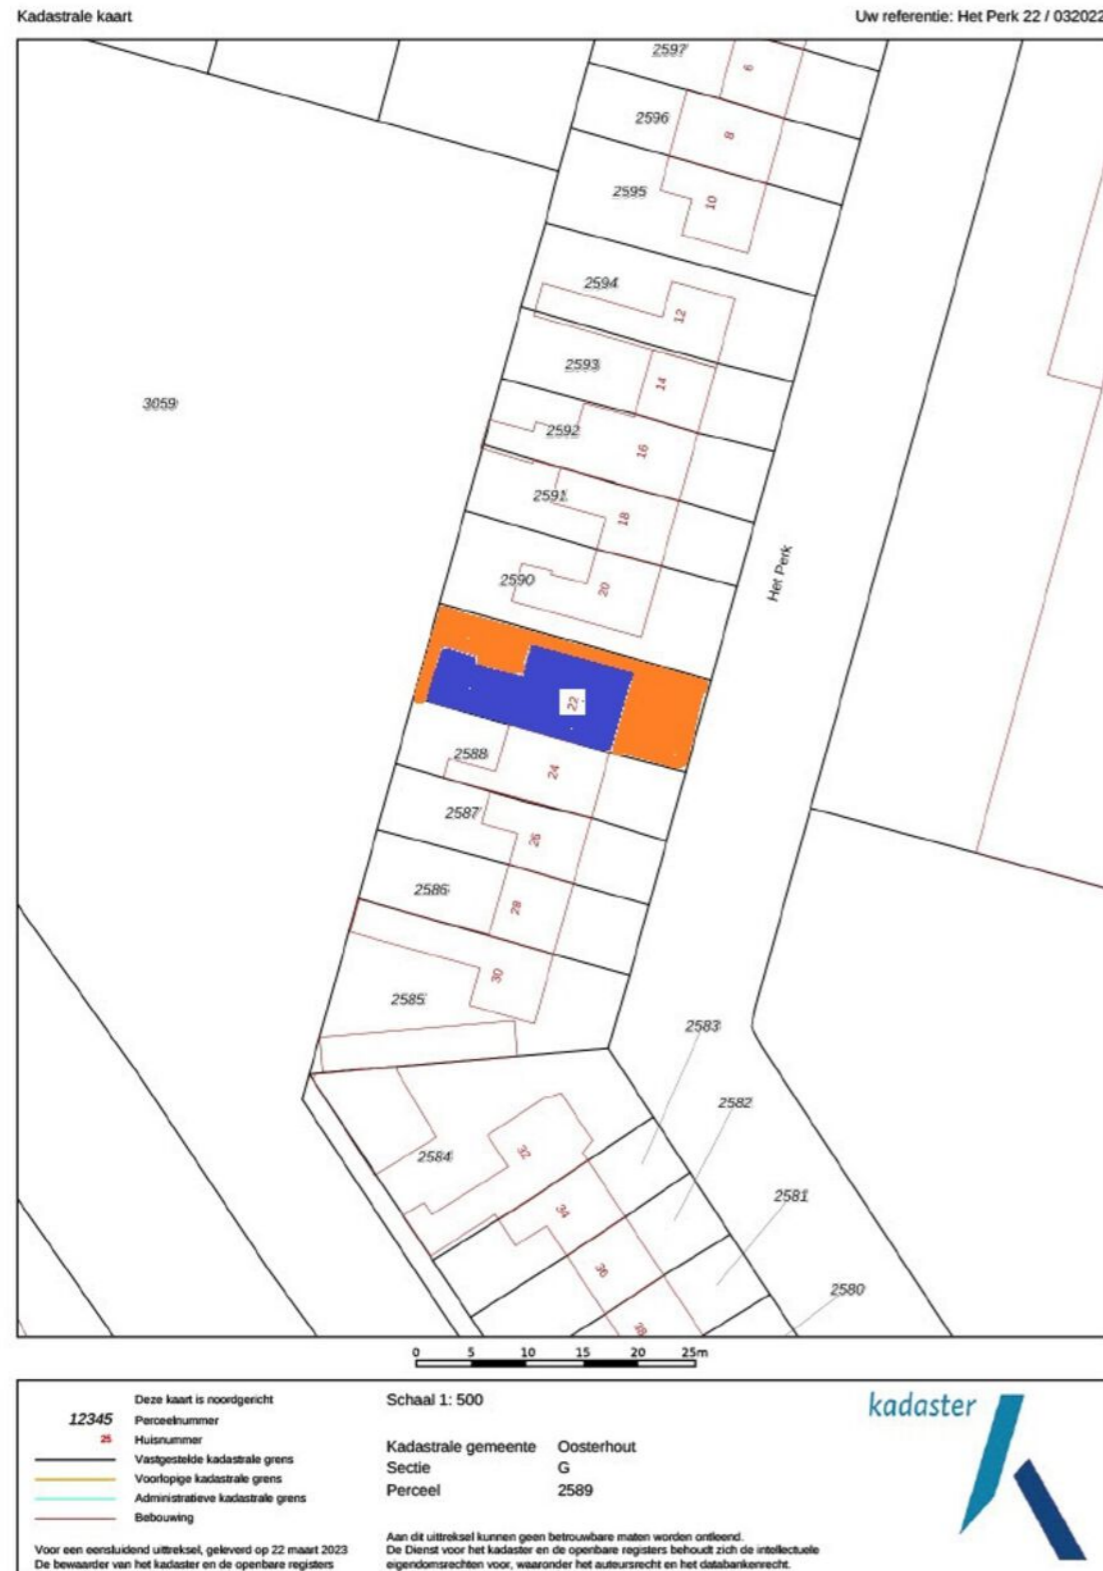 Kadastrale kaart
Uw referentie: Het Perk 22 / 032022
2597
6
2596
8
2595
10
2594
12
2593
14
3059
2592
16
2591
18
2590
20
Het Perk
22
2588
24
2587
26
2586
28
2585
30
2583
2582
2584
32
2581
34
36
2580
38
0 5 10 15 20 25m
Deze kaart is noordgericht
12345 Perceelnummer
25 Huisnummer
Vastgestelde kadastrale grens
Voorlopige kadastrale grens
Administratieve kadastrale grens
Bebouwing
Voor een eensluidend uittreksel, geleverd op 22 maart 2023
De bewaarder van het kadaster en de openbare registers
Schaal 1: 500
Kadastrale gemeente Oosterhout
Sectie G
Perceel 2589
Aan dit uittreksel kunnen geen betrouwbare maten worden ontleend.
De Dienst voor het kadaster en de openbare registers behoudt zich de intellectuele
eigendomsrechten voor, waaronder het auteursrecht en het databankenrecht.
kadaster